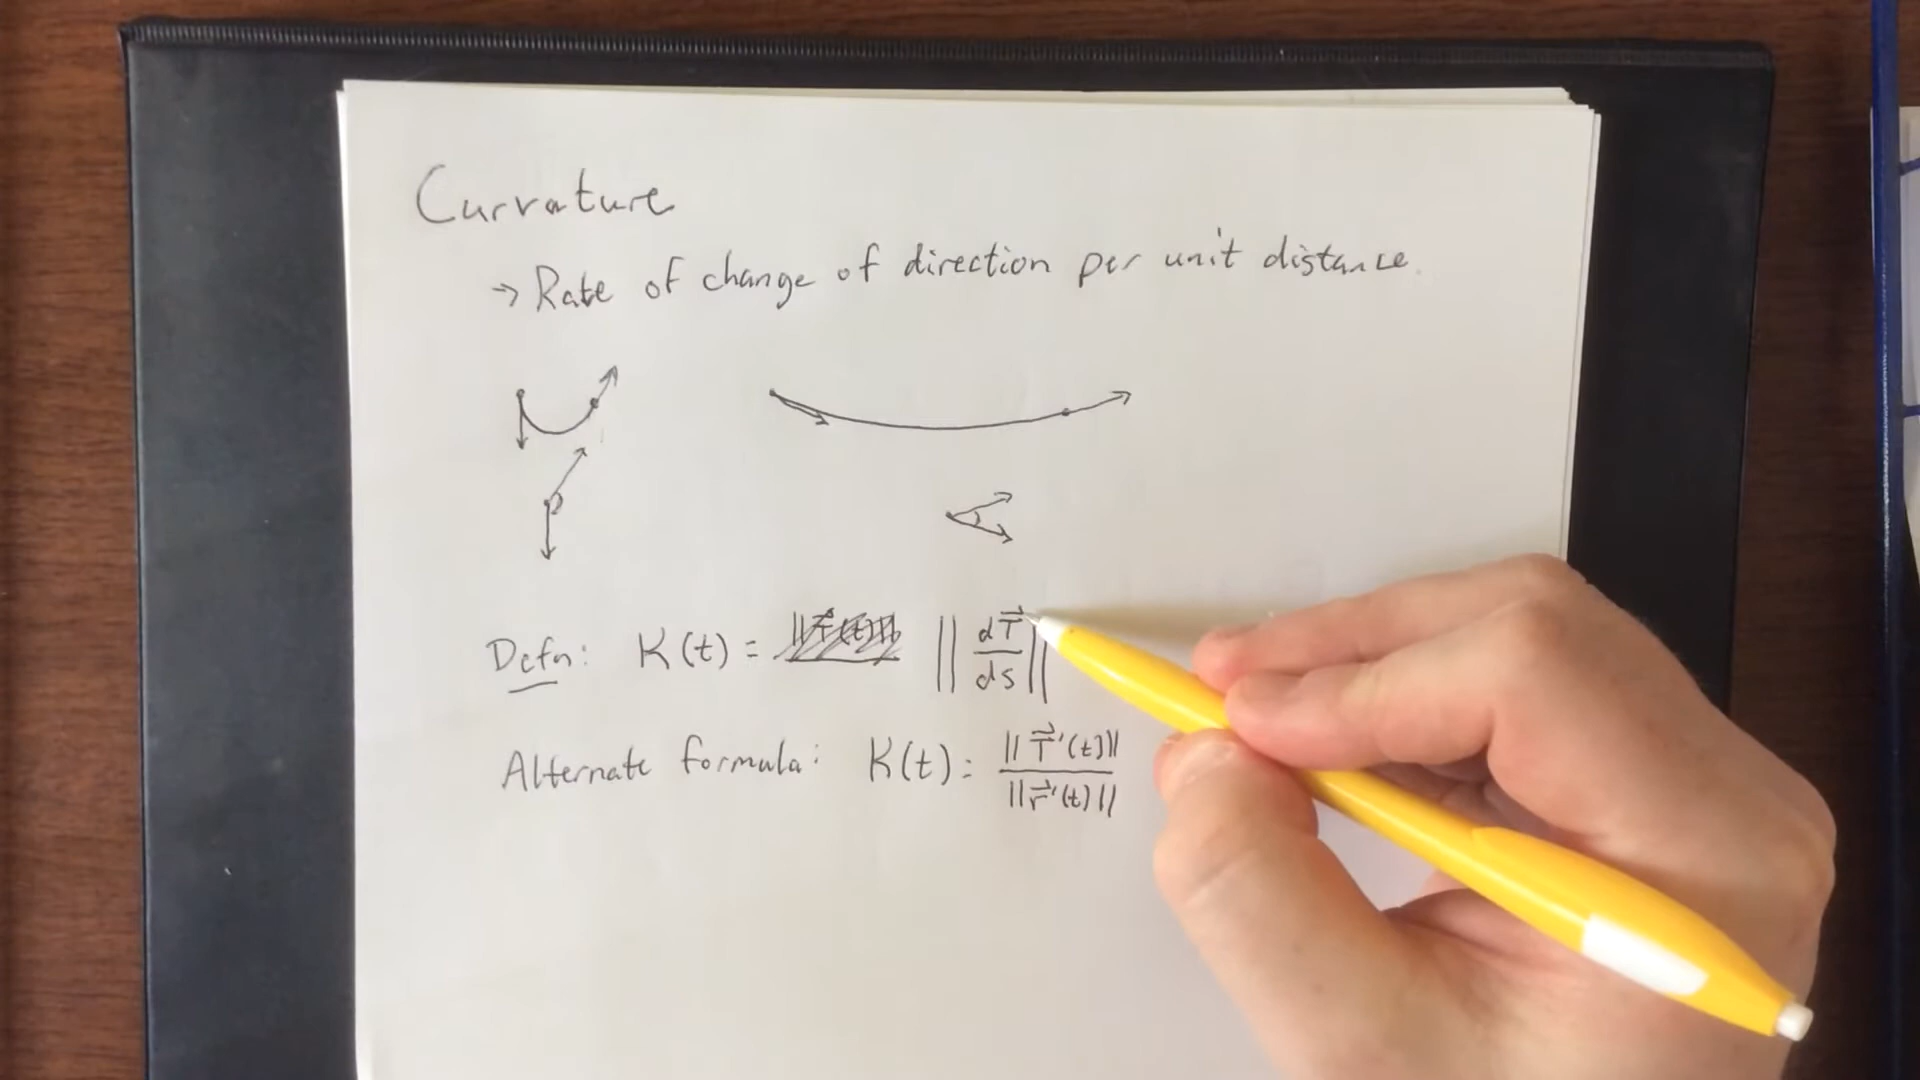 Curvature
→ Rate of change of direction per unit distance.
Defn: K(t) = || dT⃗/ds ||
Alternate formula: K(t) = ||T⃗'(t)|| / ||r⃗'(t)||